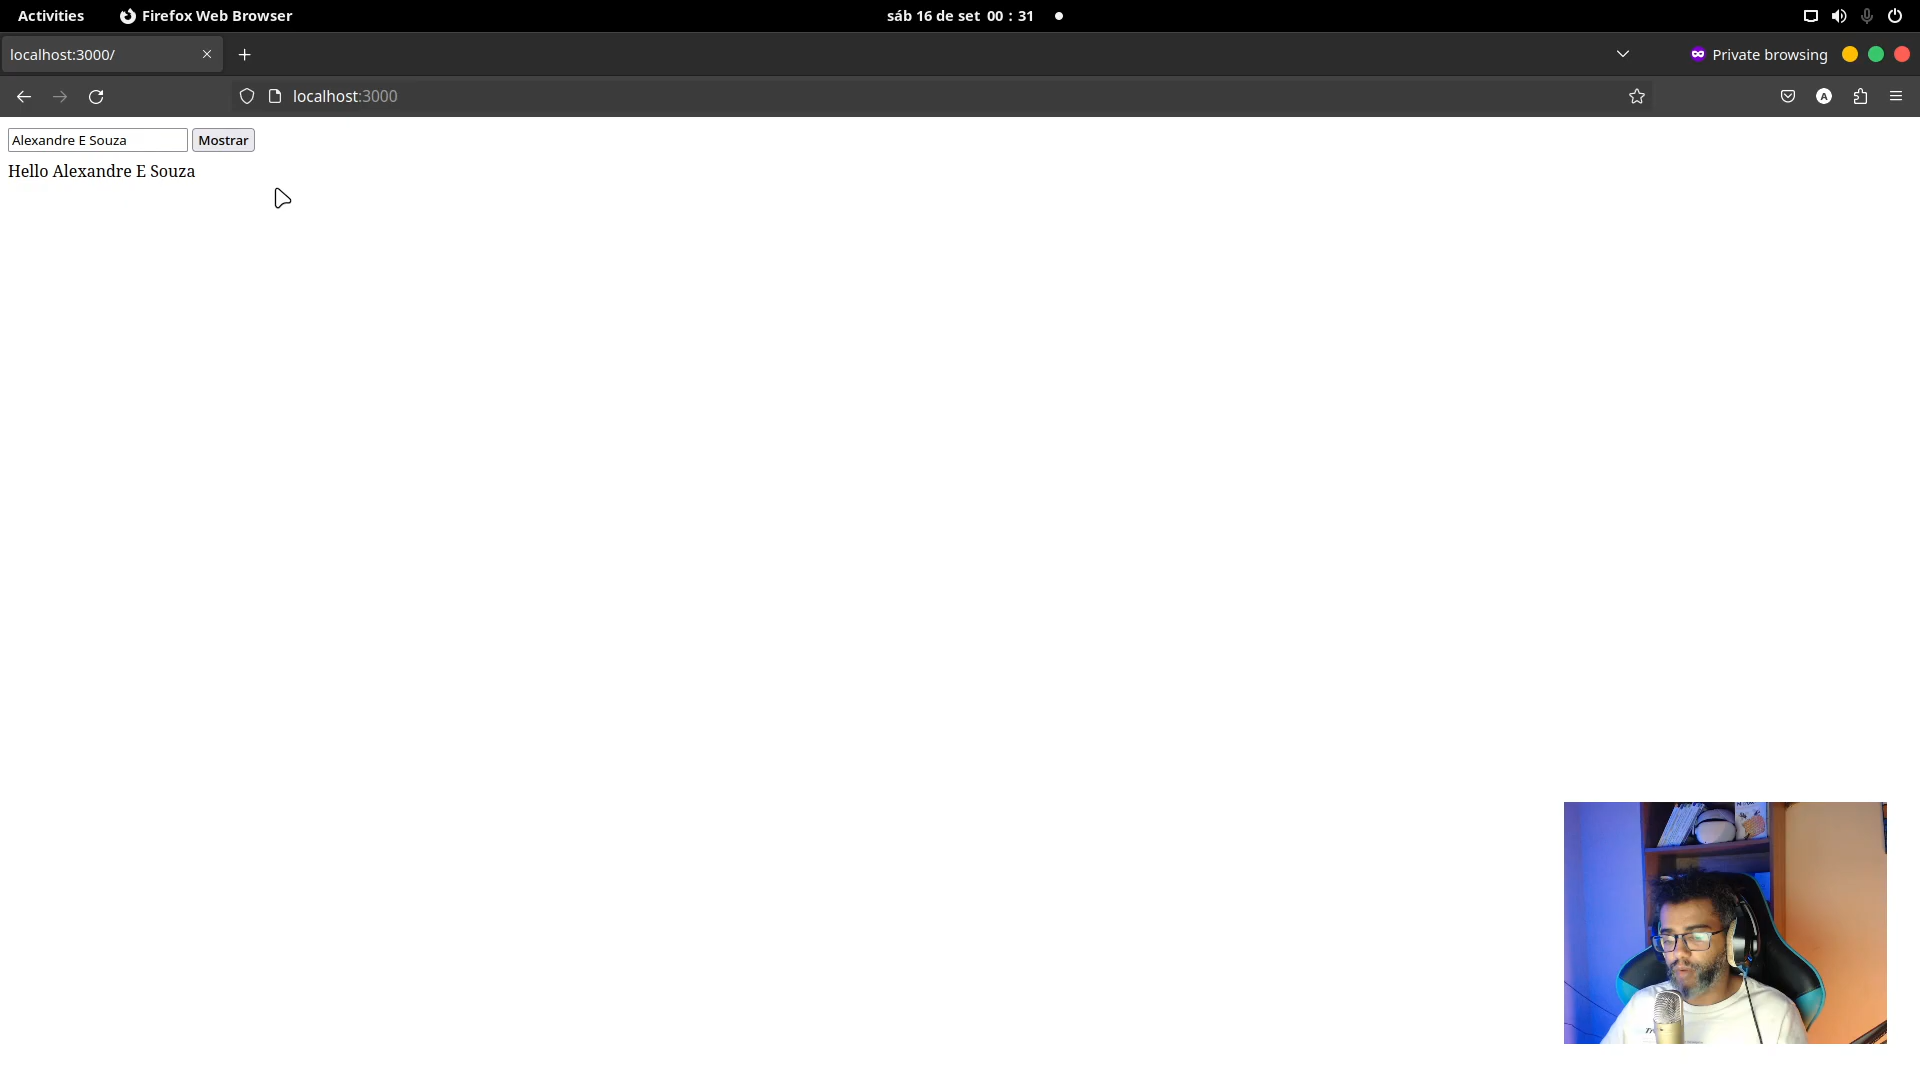 Activities Firefox Web Browser sáb 16 de set 00 : 31
localhost:3000/ Private browsing
localhost:3000 A
Alexandre E Souza Mostrar
Hello Alexandre E Souza